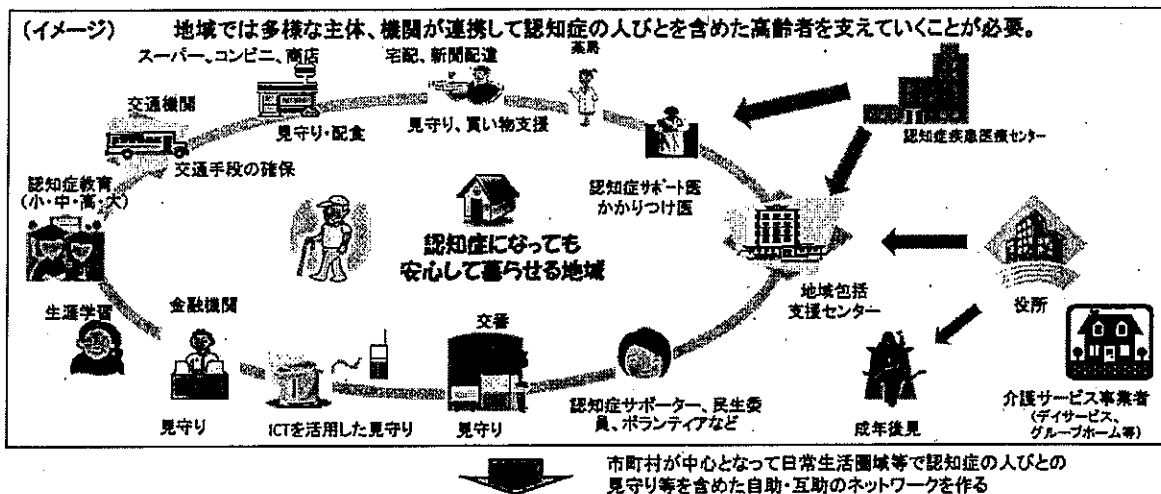 (イメージ) 地域では多様な主体、機関が連携して認知症の人びとを含めた高齢者を支えていくことが必要。
スーパー、コンビニ、商店
宅配、新聞配達
薬局
交通機関
見守り・配食
見守り、買い物支援
交通手段の確保
認知症疾患医療センター
認知症サポート医
かかりつけ医
認知症教育
(小・中・高・大)
認知症になっても
安心して暮らせる地域
地域包括
支援センター
役所
生涯学習
金融機関
交番
見守り
ICTを活用した見守り
見守り
認知症サポーター、民生委
員、ボランティアなど
成年後見
介護サービス事業者
(デイサービス、
グループホーム等)
市町村が中心となって日常生活圏域等で認知症の人びとの
見守り等を含めた自助・互助のネットワークを作る